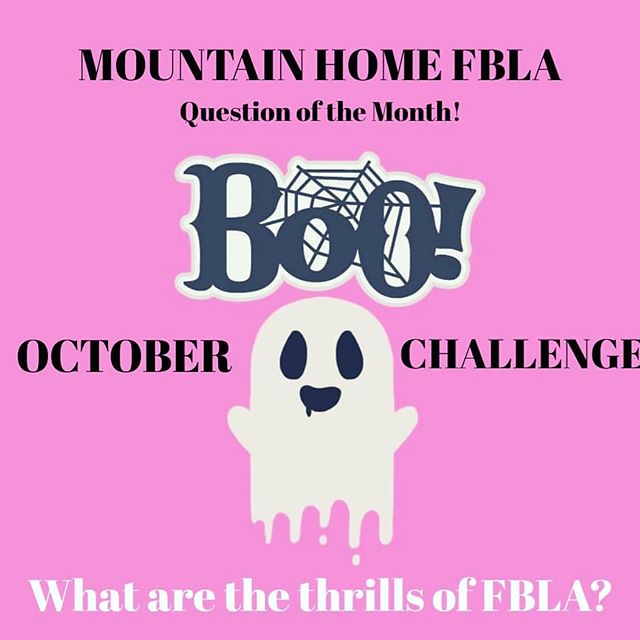 MOUNTAIN HOME FBLA
Question of the Month!
BOO!
OCTOBER CHALLENGE
What are the thrills of FBLA?